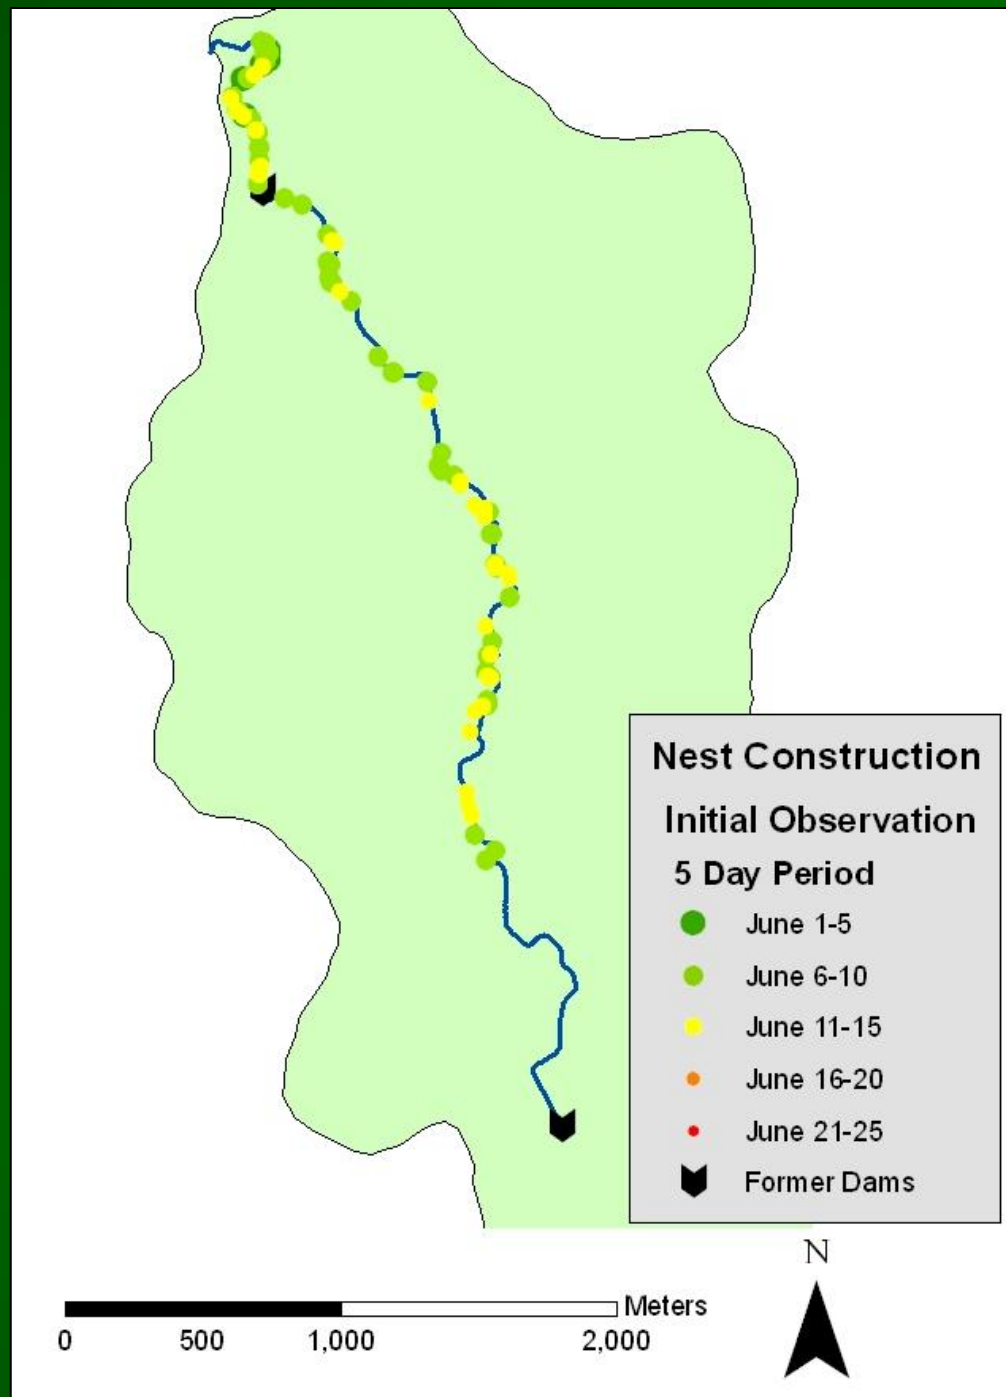 Nest Construction
Initial Observation
5 Day Period
June 1-5
June 6-10
June 11-15
June 16-20
June 21-25
Former Dams
N
Meters
0 500 1,000 2,000